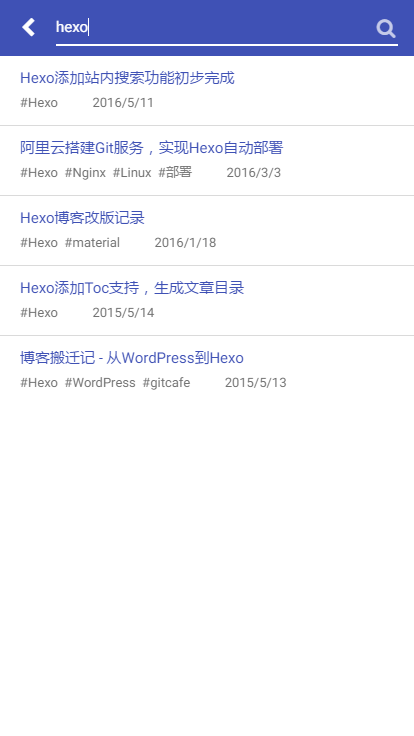 hexo
Hexo添加站内搜索功能初步完成
#Hexo 2016/5/11
阿里云搭建Git服务，实现Hexo自动部署
#Hexo #Nginx #Linux #部署 2016/3/3
Hexo博客改版记录
#Hexo #material 2016/1/18
Hexo添加Toc支持，生成文章目录
#Hexo 2015/5/14
博客搬迁记 - 从WordPress到Hexo
#Hexo #WordPress #gitcafe 2015/5/13